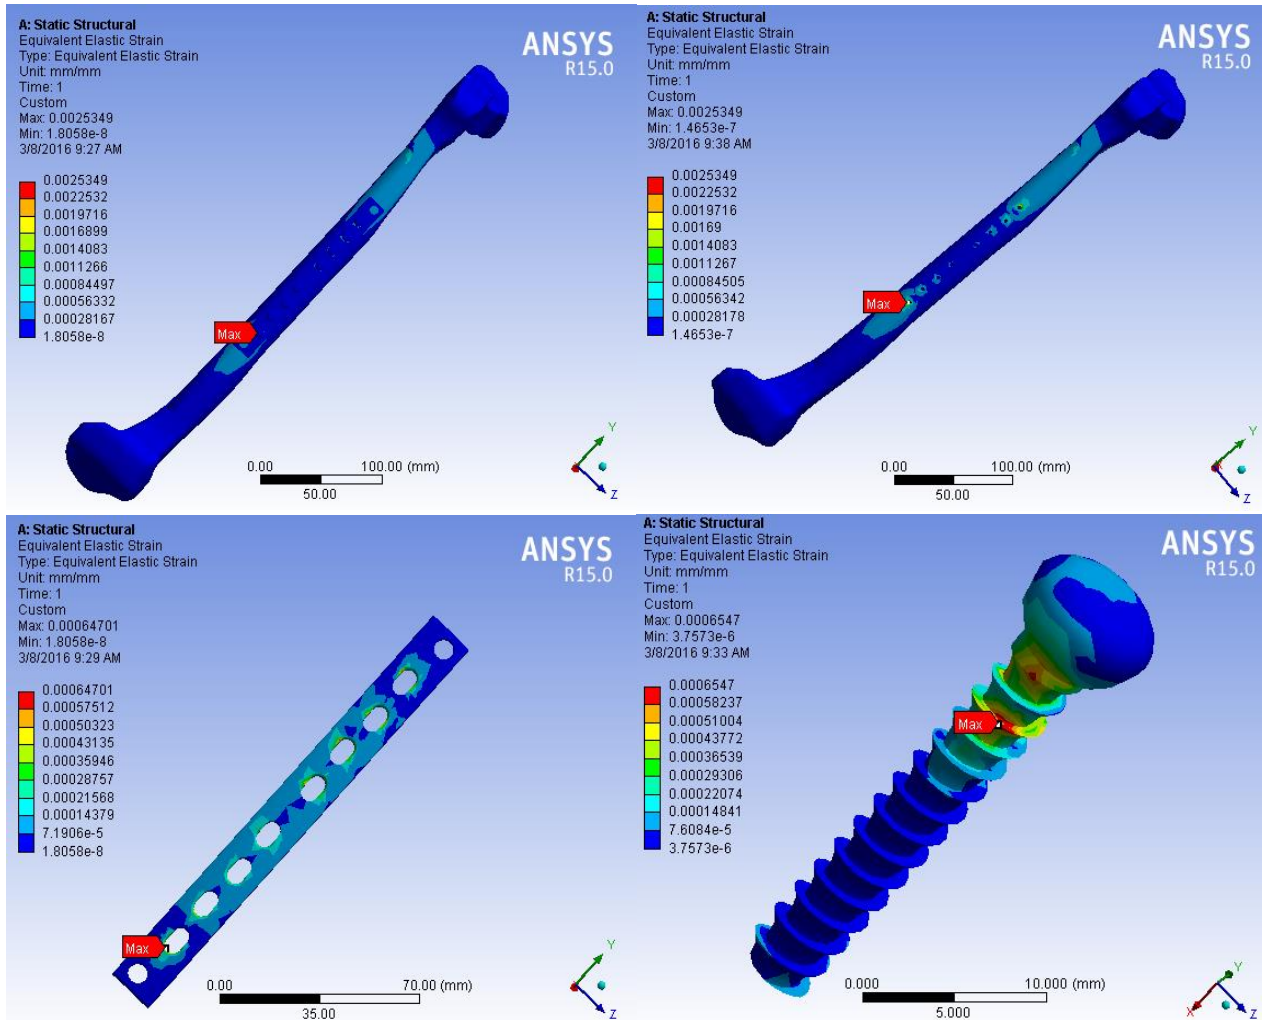 A: Static Structural
Equivalent Elastic Strain
Type: Equivalent Elastic Strain
Unit: mm/mm
Time: 1
Custom
Max: 0.0025349
Min: 1.8058e-8
3/8/2016 9:27 AM
ANSYS
R15.0
0.0025349
0.0022532
0.0019716
0.0016899
0.0014083
0.0011266
0.00084497
0.00056332
0.00028167
1.8058e-8
Max
0.00
100.00 (mm)
50.00
Y
Z
A: Static Structural
Equivalent Elastic Strain
Type: Equivalent Elastic Strain
Unit: mm/mm
Time: 1
Custom
Max: 0.0025349
Min: 1.4653e-7
3/8/2016 9:38 AM
ANSYS
R15.0
0.0025349
0.0022532
0.0019716
0.00169
0.0014083
0.0011267
0.00084505
0.00056342
0.00028178
1.4653e-7
Max
0.00
100.00 (mm)
50.00
Y
Z
A: Static Structural
Equivalent Elastic Strain
Type: Equivalent Elastic Strain
Unit: mm/mm
Time: 1
Custom
Max: 0.00064701
Min: 1.8058e-8
3/8/2016 9:29 AM
ANSYS
R15.0
0.00064701
0.00057512
0.00050323
0.00043135
0.00035946
0.00028757
0.00021568
0.00014379
7.1906e-5
1.8058e-8
Max
0.00
70.00 (mm)
35.00
Y
Z
A: Static Structural
Equivalent Elastic Strain
Type: Equivalent Elastic Strain
Unit: mm/mm
Time: 1
Custom
Max: 0.0006547
Min: 3.7573e-6
3/8/2016 9:33 AM
ANSYS
R15.0
0.0006547
0.00058237
0.00051004
0.00043772
0.00036539
0.00029306
0.00022074
0.00014841
7.6084e-5
3.7573e-6
Max
0.000
10.000 (mm)
5.000
Y
X
Z